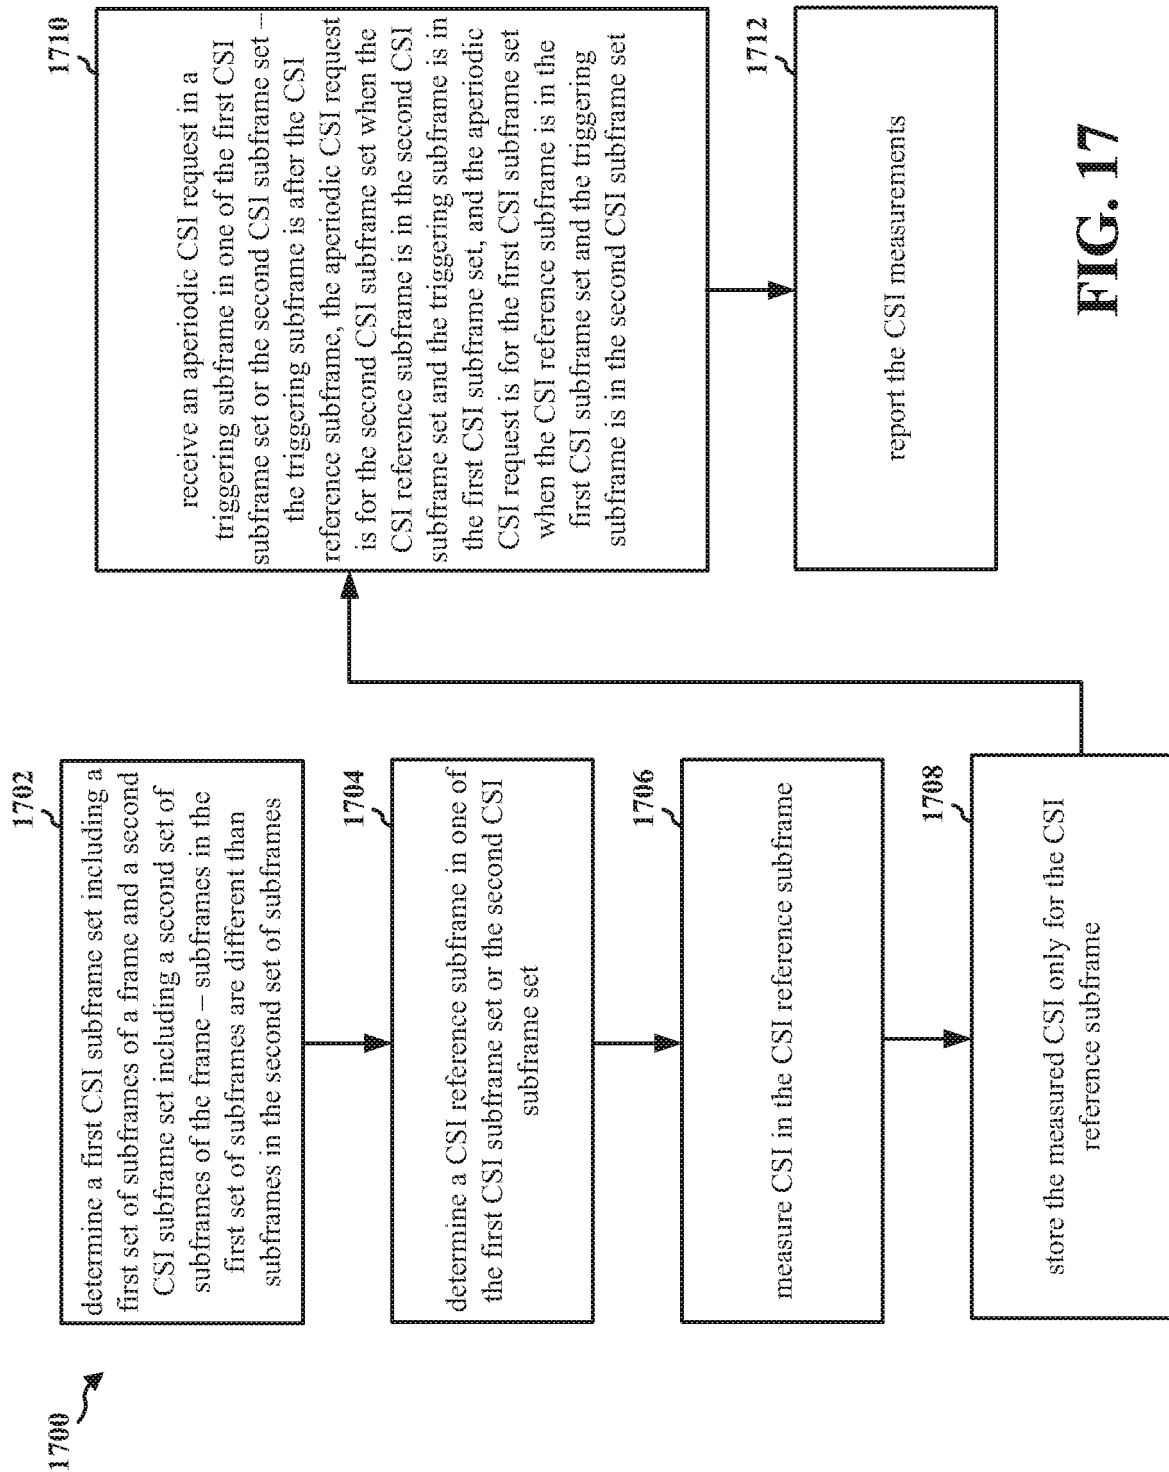 1700
1702
determine a first CSI subframe set including a
first set of subframes of a frame and a second
CSI subframe set including a second set of
subframes of the frame – subframes in the
first set of subframes are different than
subframes in the second set of subframes
1704
determine a CSI reference subframe in one of
the first CSI subframe set or the second CSI
subframe set
1706
measure CSI in the CSI reference subframe
1708
store the measured CSI only for the CSI
reference subframe
1710
receive an aperiodic CSI request in a
triggering subframe in one of the first CSI
subframe set or the second CSI subframe set –
the triggering subframe is after the CSI
reference subframe, the aperiodic CSI request
is for the second CSI subframe set when the
CSI reference subframe is in the second CSI
subframe set and the triggering subframe is in
the first CSI subframe set, and the aperiodic
CSI request is for the first CSI subframe set
when the CSI reference subframe is in the
first CSI subframe set and the triggering
subframe is in the second CSI subframe set
1712
report the CSI measurements
FIG. 17